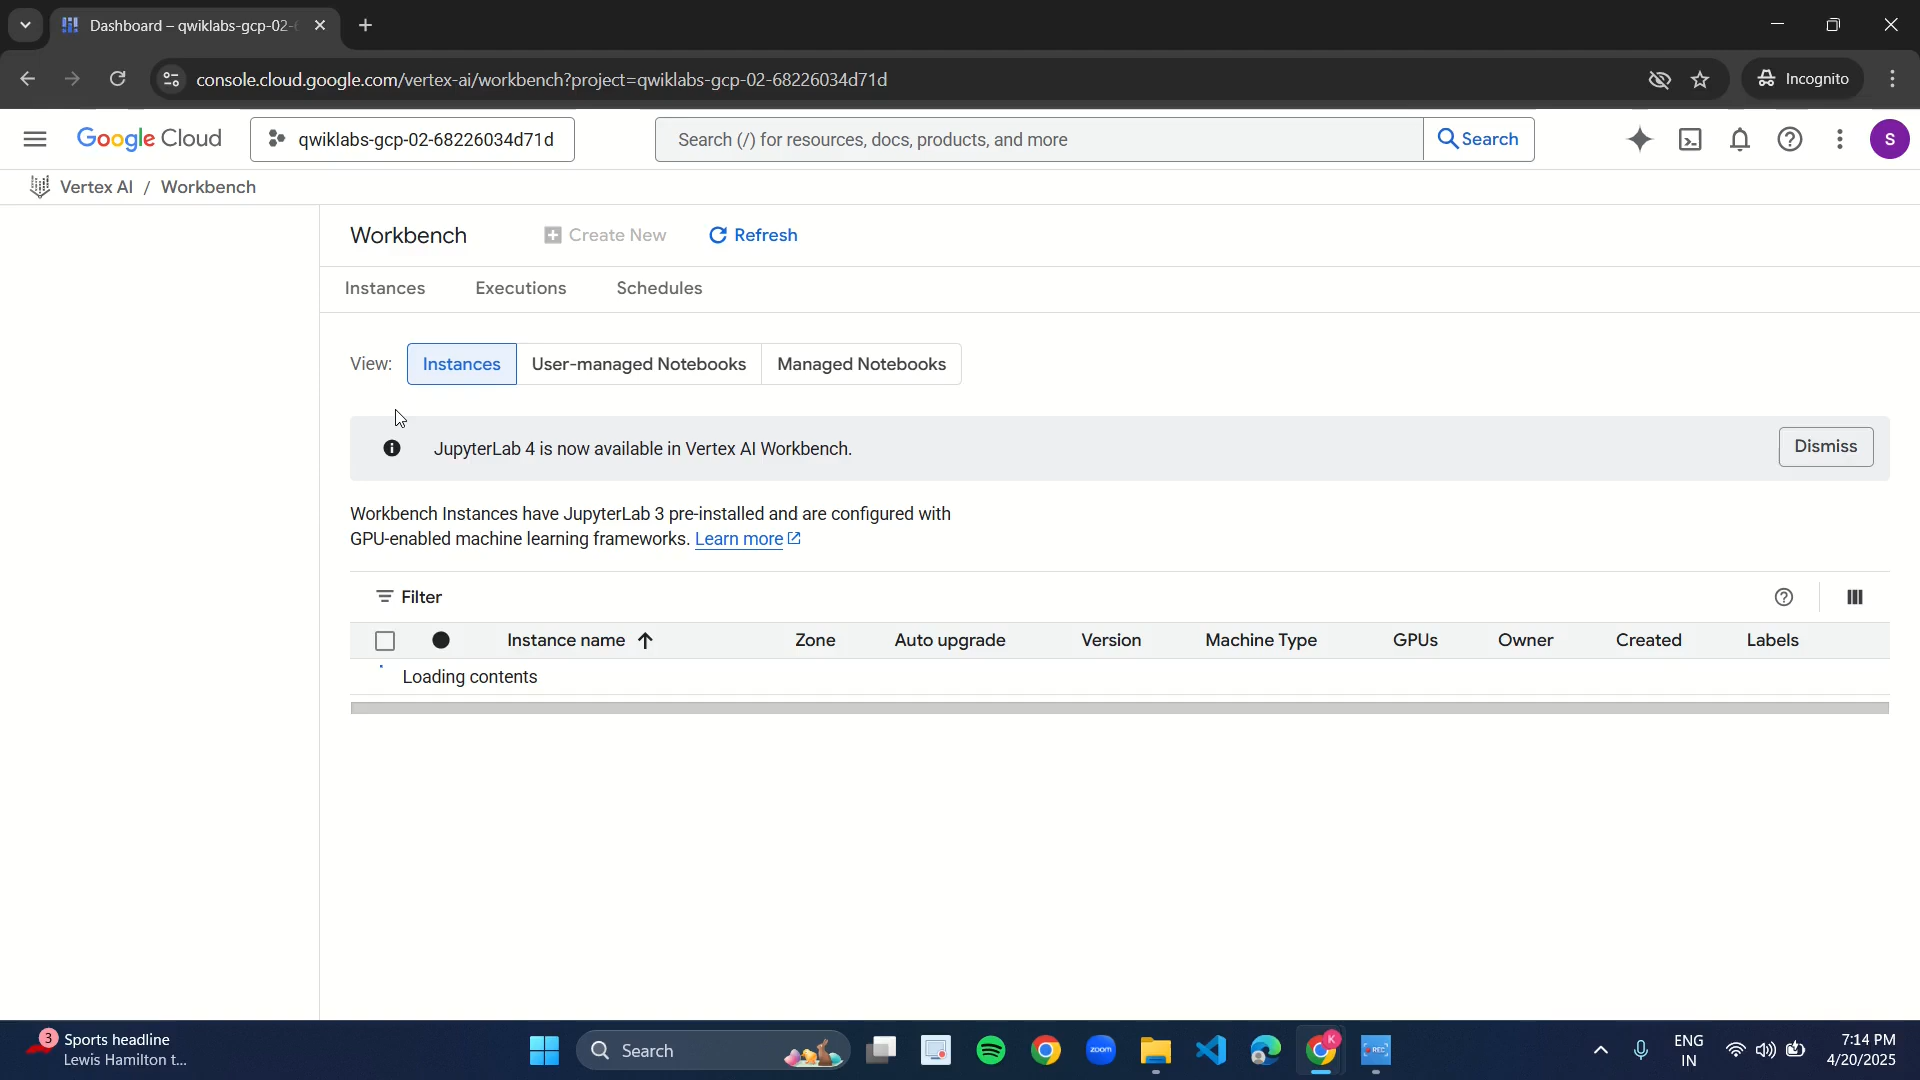 Dashboard – qwiklabs-gcp-02-
console.cloud.google.com/vertex-ai/workbench?project=qwiklabs-gcp-02-68226034d71d
Incognito
Google Cloud
qwiklabs-gcp-02-68226034d71d
Search (/) for resources, docs, products, and more
Search
S
Vertex AI / Workbench
Workbench
Create New
Refresh
Instances
Executions
Schedules
View:
Instances
User-managed Notebooks
Managed Notebooks
JupyterLab 4 is now available in Vertex AI Workbench.
Dismiss
Workbench Instances have JupyterLab 3 pre-installed and are configured with
GPU-enabled machine learning frameworks. Learn more
Filter
Instance name
Zone
Auto upgrade
Version
Machine Type
GPUs
Owner
Created
Labels
Loading contents
3
Sports headline
Lewis Hamilton t...
Search
zoom
K
REC
ENG
IN
7:14 PM
4/20/2025